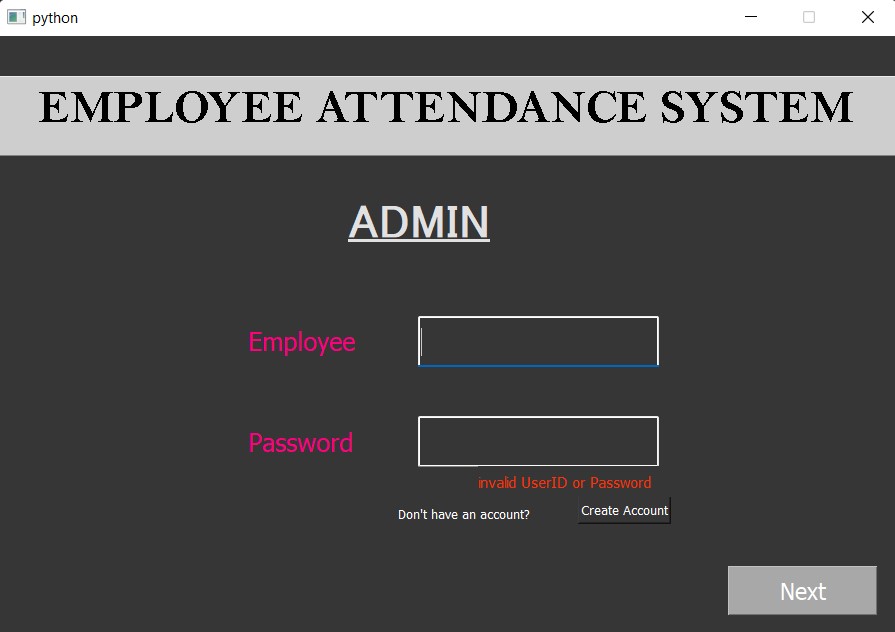 python
EMPLOYEE ATTENDANCE SYSTEM
ADMIN
Employee
Password
invalid UserID or Password
Don't have an account?
Create Account
Next